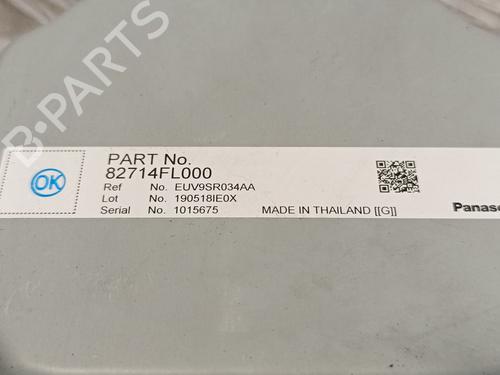 B-PARTS
OK
PART No.
82714FL000
Ref No. EUV9SR034AA
Lot No. 190518IE0X
Serial No. 1015675 MADE IN THAILAND [[G]]
Panaso